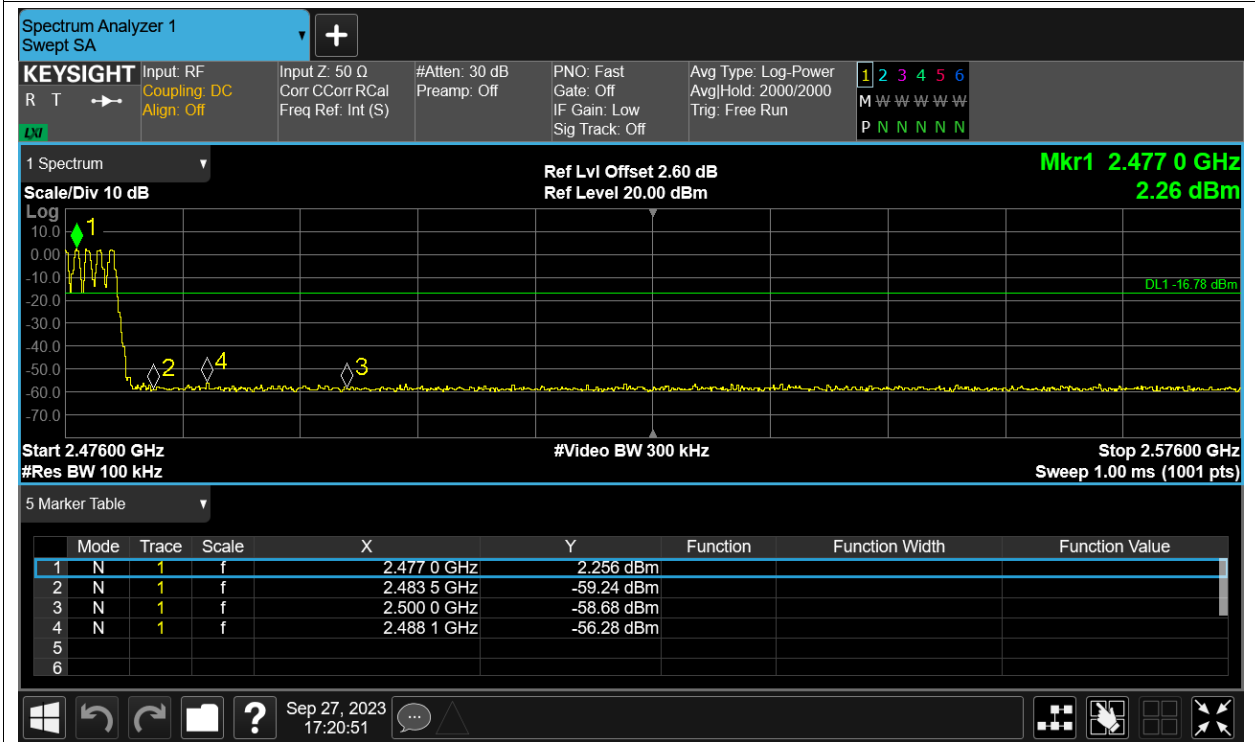 Spectrum Analyzer 1
Swept SA
KEYSIGHT
R T
LXI
Input: RF
Coupling: DC
Align: Off
Input Z: 50 Ω
Corr CCorr RCal
Freq Ref: Int (S)
#Atten: 30 dB
Preamp: Off
PNO: Fast
Gate: Off
IF Gain: Low
Sig Track: Off
Avg Type: Log-Power
Avg|Hold: 2000/2000
Trig: Free Run
1 2 3 4 5 6
M W W W W W
P N N N N N
1 Spectrum
Scale/Div 10 dB
Ref Lvl Offset 2.60 dB
Ref Level 20.00 dBm
Mkr1 2.477 0 GHz
2.26 dBm
Log
10.0
0.00
-10.0
-20.0
-30.0
-40.0
-50.0
-60.0
-70.0
1
2
4
3
DL1 -16.78 dBm
Start 2.47600 GHz
#Video BW 300 kHz
Stop 2.57600 GHz
#Res BW 100 kHz
Sweep 1.00 ms (1001 pts)
5 Marker Table
Mode Trace Scale X Y Function Function Width Function Value
1 N 1 f 2.477 0 GHz 2.256 dBm
2 N 1 f 2.483 5 GHz -59.24 dBm
3 N 1 f 2.500 0 GHz -58.68 dBm
4 N 1 f 2.488 1 GHz -56.28 dBm
5
6
?
Sep 27, 2023
17:20:51